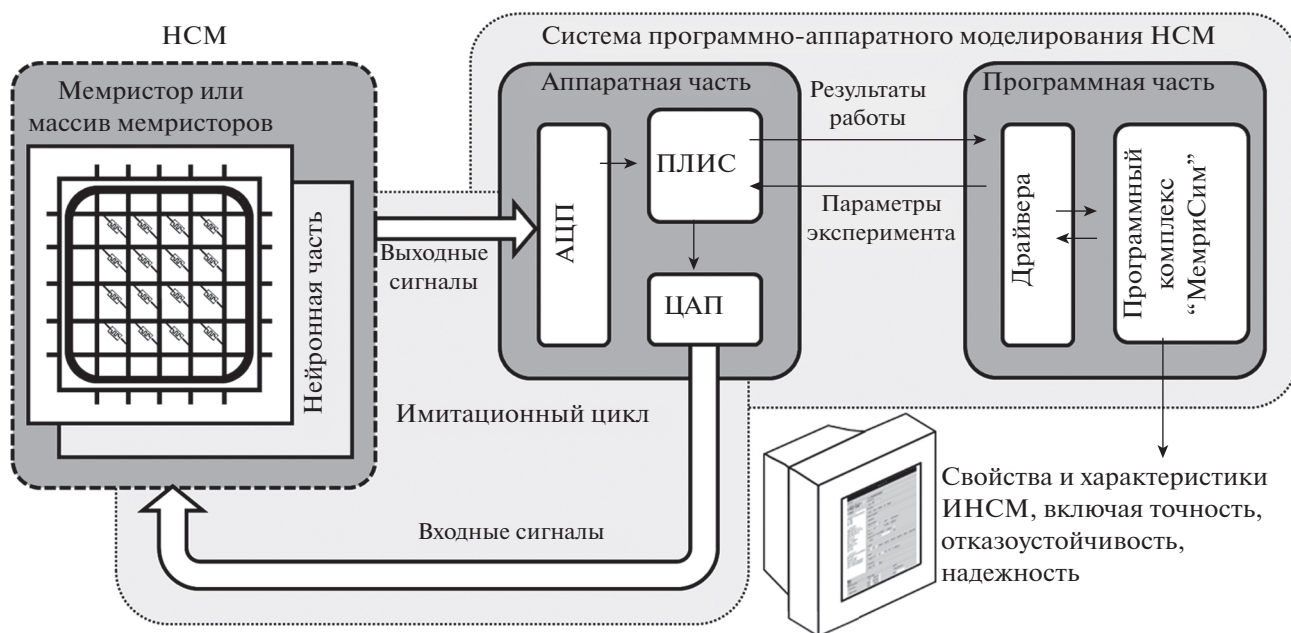 НСМ
Система программно-аппаратного моделирования НСМ
Мемристор или
массив мемристоров
Нейронная часть
Выходные
сигналы
Аппаратная часть
АЦП
ПЛИС
ЦАП
Результаты
работы
Параметры
эксперимента
Программная часть
Драйвера
Программный
комплекс
“МемриСим”
Имитационный цикл
Входные сигналы
Свойства и характеристики
ИНСМ, включая точность,
отказоустойчивость,
надежность